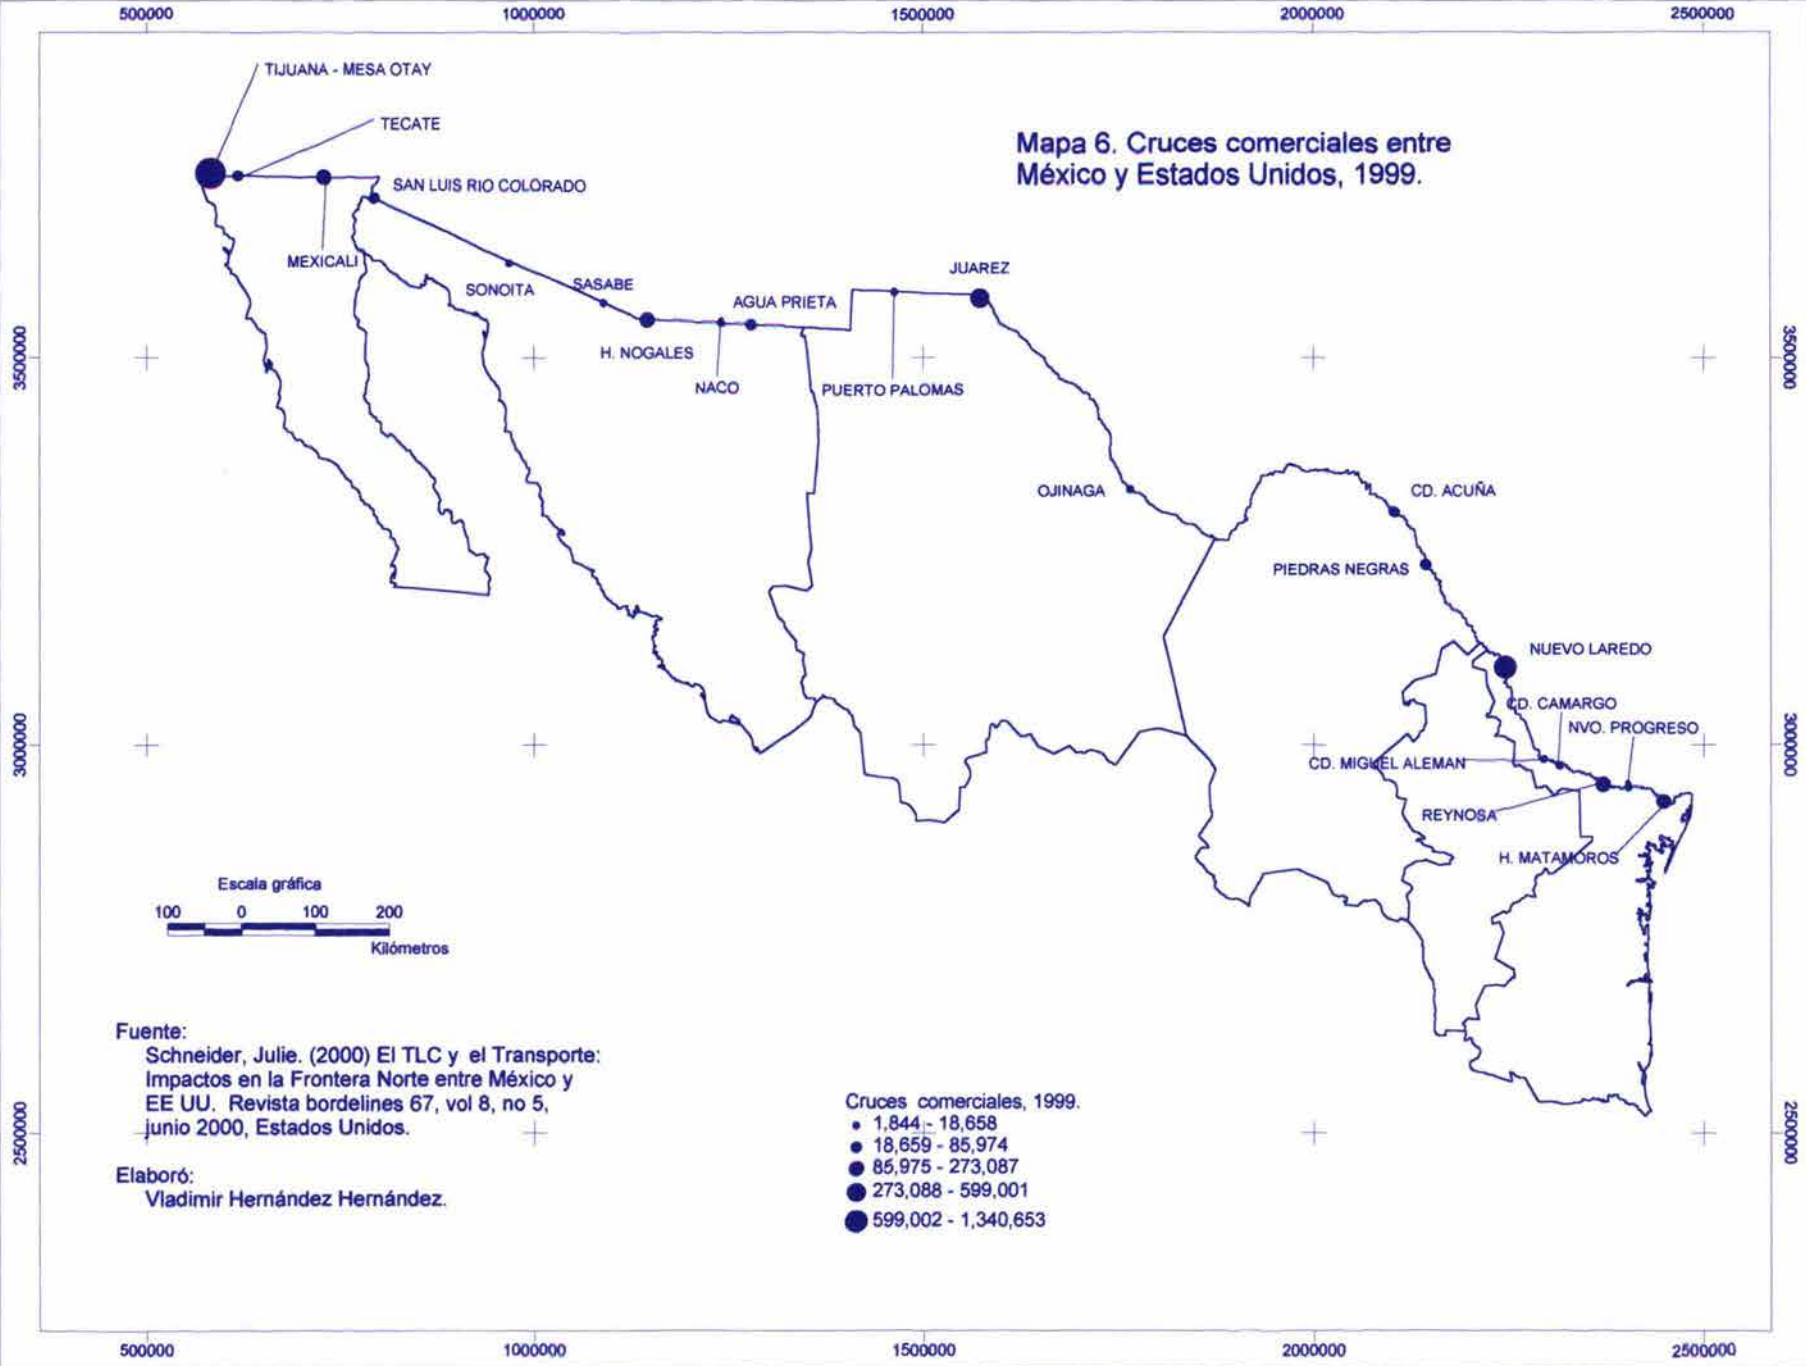 500000 1000000 1500000 2000000 2500000
TIJUANA - MESA OTAY
TECATE
Mapa 6. Cruces comerciales entre
México y Estados Unidos, 1999.
SAN LUIS RIO COLORADO
MEXICALI
SONOITA
SASABE
JUAREZ
AGUA PRIETA
H. NOGALES
NACO
PUERTO PALOMAS
3500000 3500000
OJINAGA
CD. ACUÑA
PIEDRAS NEGRAS
NUEVO LAREDO
CD. CAMARGO
NVO. PROGRESO
3000000 3000000
CD. MIGUEL ALEMAN
REYNOSA
H. MATAMOROS
Escala gráfica
100 0 100 200
Kilómetros
Fuente:
Schneider, Julie. (2000) El TLC y el Transporte:
Impactos en la Frontera Norte entre México y
EE UU. Revista bordelines 67, vol 8, no 5,
junio 2000, Estados Unidos.
2500000 2500000
Elaboró:
Vladimir Hernández Hernández.
Cruces comerciales, 1999.
1,844 - 18,658
18,659 - 85,974
85,975 - 273,087
273,088 - 599,001
599,002 - 1,340,653
500000 1000000 1500000 2000000 2500000